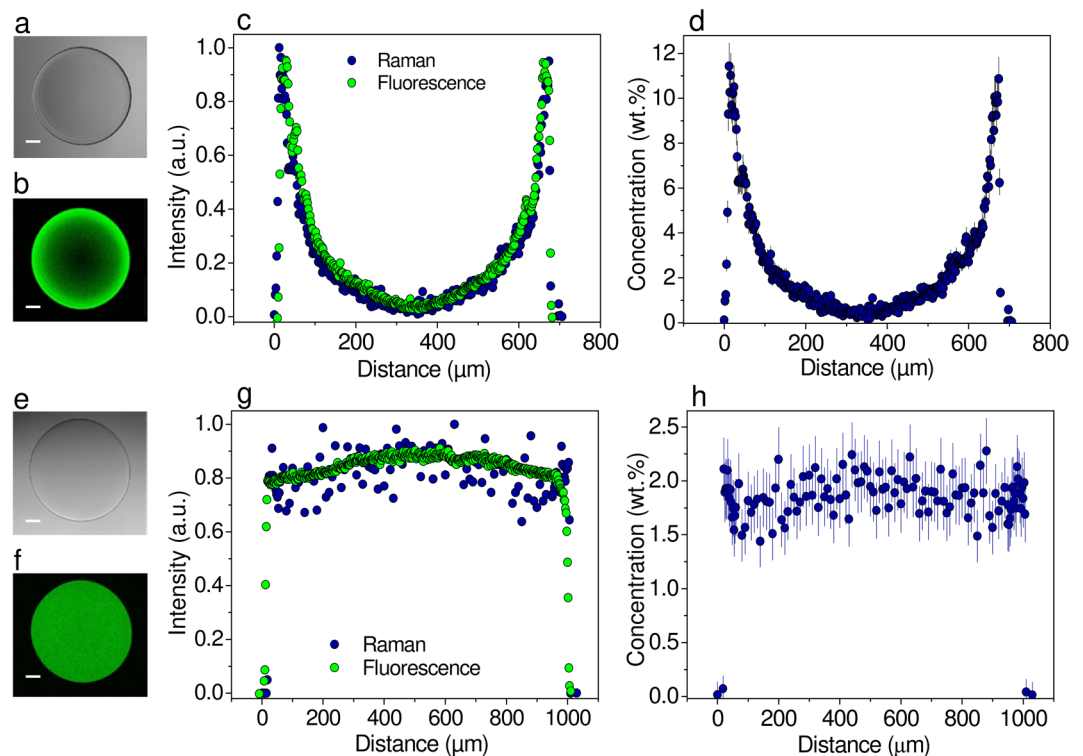 a
b
c
1.0
0.8
0.6
0.4
0.2
0.0
Intensity (a.u.)
Raman
Fluorescence
0
200
400
600
800
Distance (µm)
d
12
10
8
6
4
2
0
Concentration (wt.%)
0
200
400
600
800
Distance (µm)
e
f
g
1.0
0.8
0.6
0.4
0.2
0.0
Intensity (a.u.)
Raman
Fluorescence
0
200
400
600
800
1000
Distance (µm)
h
2.5
2.0
1.5
1.0
0.5
0.0
Concentration (wt.%)
0
200
400
600
800
1000
Distance (µm)